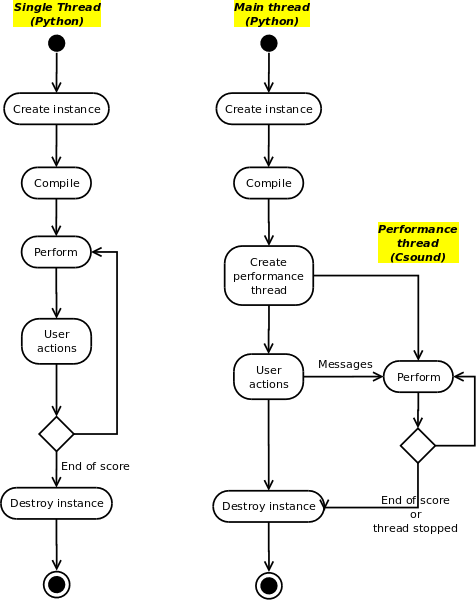 Single Thread
(Python)
Create instance
Compile
Perform
User
actions
End of score
Destroy instance
Main thread
(Python)
Create instance
Compile
Create
performance
thread
User
actions
Messages
Destroy instance
Performance
thread
(Csound)
Perform
End of score
or
thread stopped